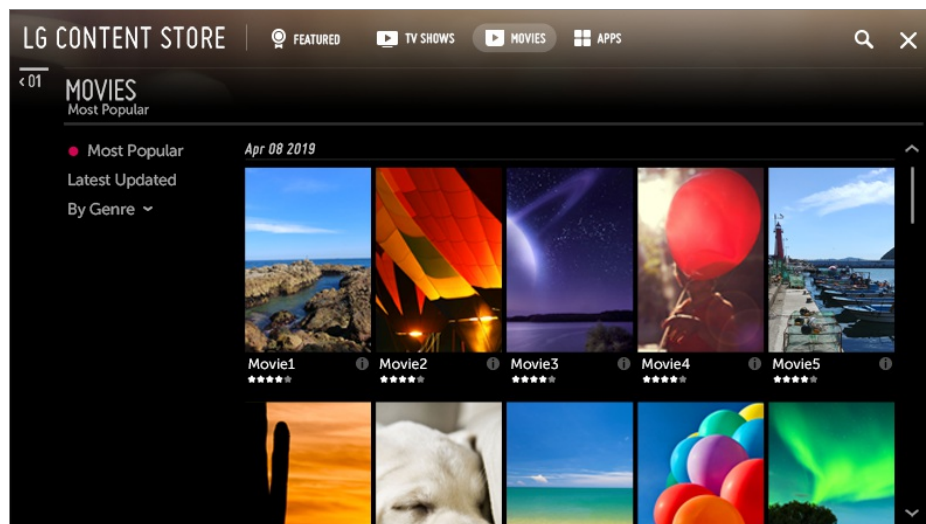 LG CONTENT STORE
FEATURED
TV SHOWS
MOVIES
APPS
<01
MOVIES
Most Popular
Most Popular
Latest Updated
By Genre
Apr 08 2019
Movie1
Movie2
Movie3
Movie4
Movie5